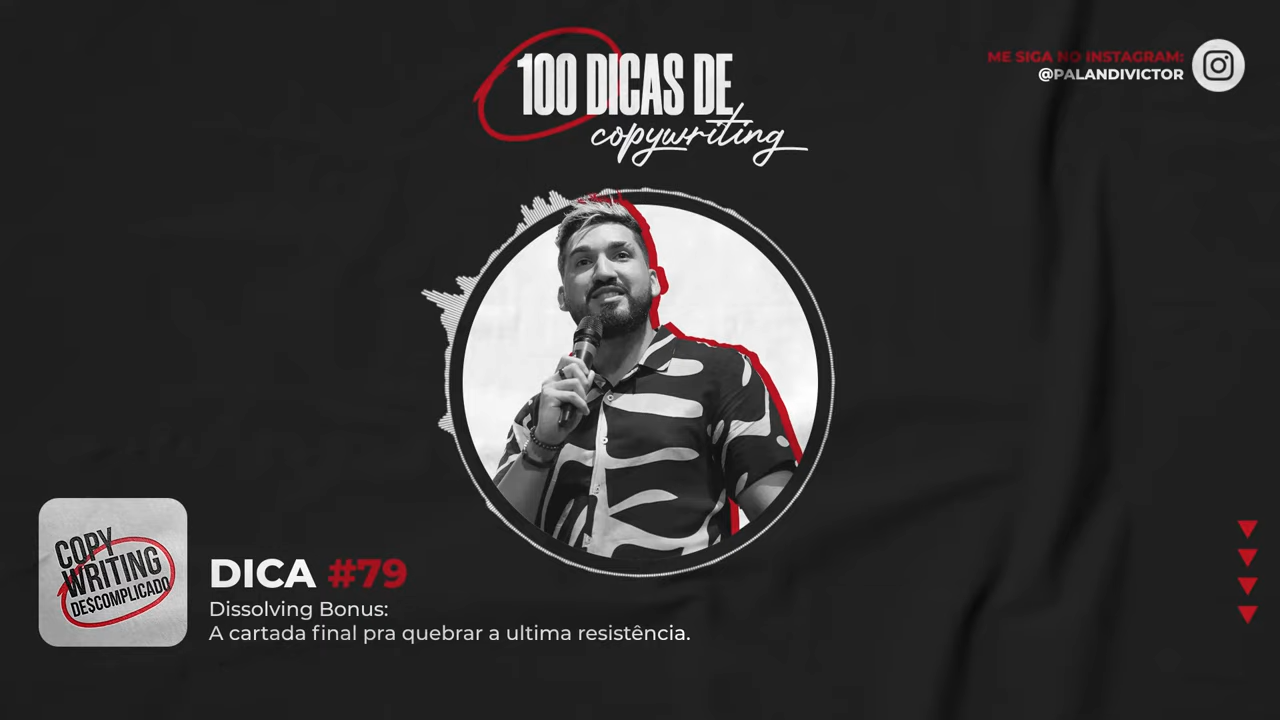 100 DICAS DE
copywriting
ME SIGA NO INSTAGRAM:
@PALANDIVICTOR
COPY
WRITING
DESCOMPLICADO
DICA #79
Dissolving Bonus:
A cartada final pra quebrar a ultima resistência.